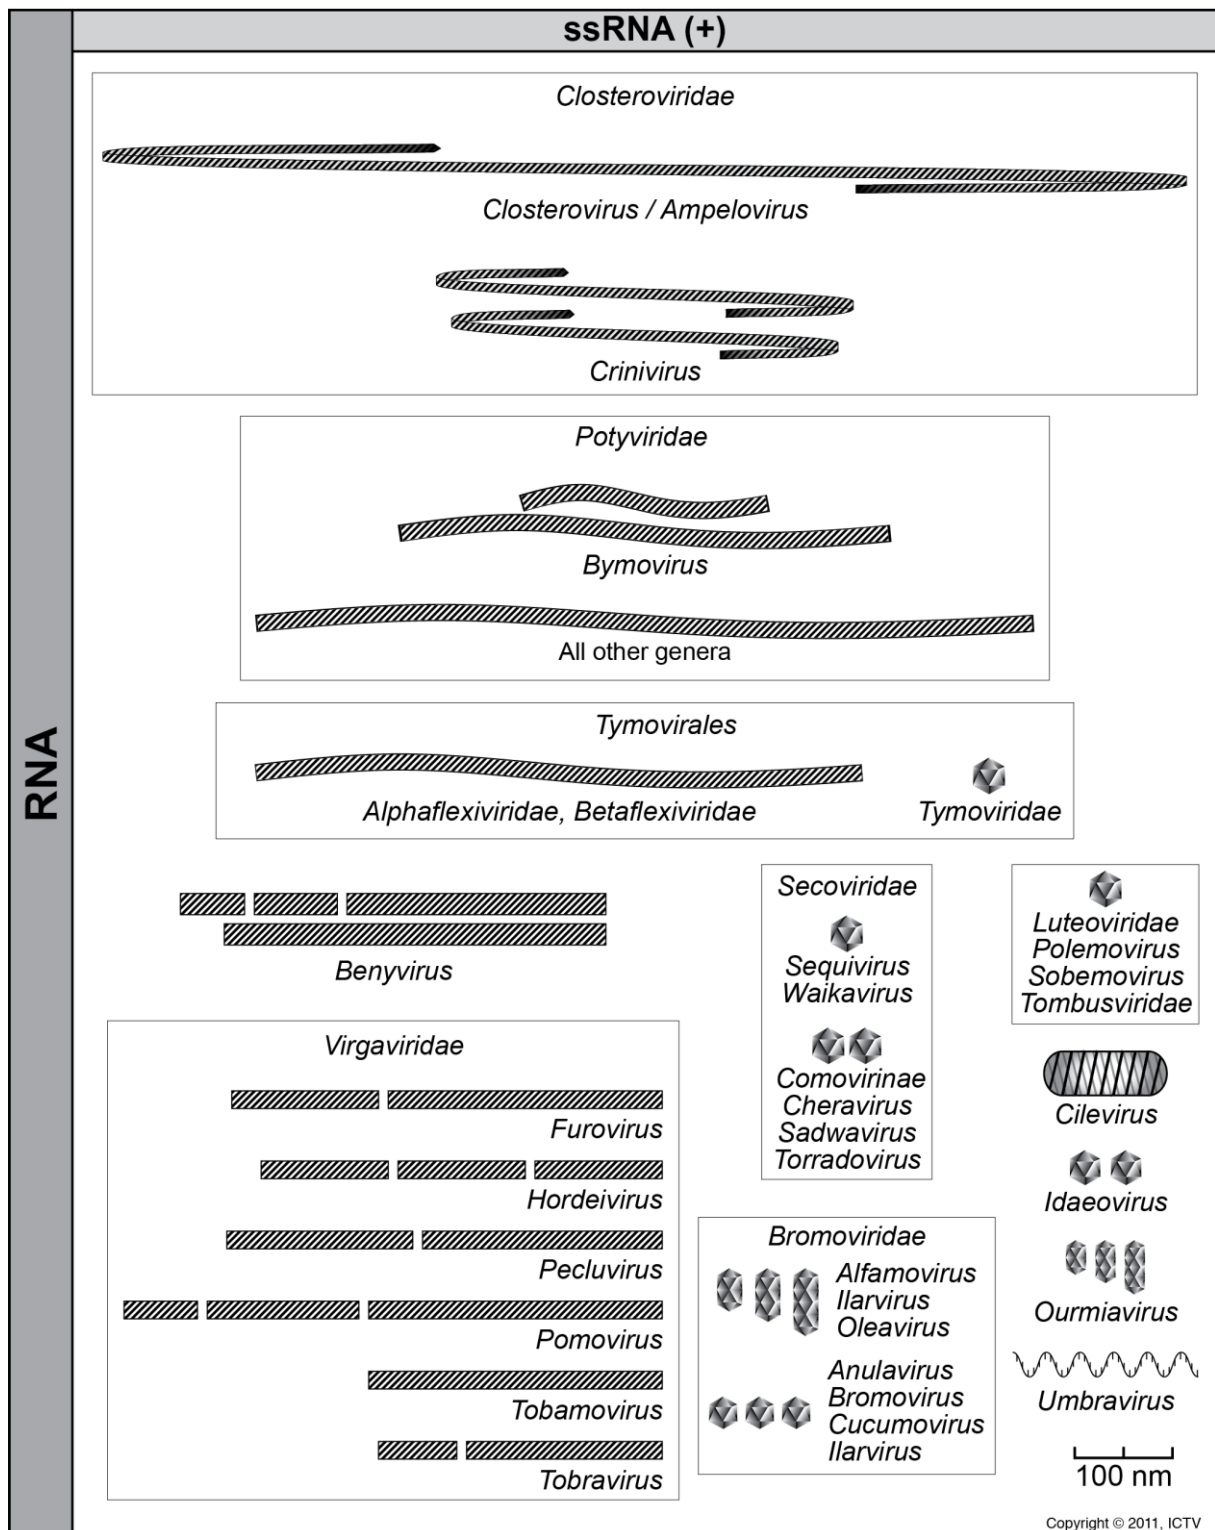 ssRNA (+)
RNA
Closteroviridae
Closterovirus / Ampelovirus
Crinivirus
Potyviridae
Bymovirus
All other genera
Tymovirales
Alphaflexiviridae, Betaflexiviridae
Tymoviridae
Benyvirus
Virgaviridae
Furovirus
Hordeivirus
Pecluvirus
Pomovirus
Tobamovirus
Tobravirus
Secoviridae
Sequivirus
Waikavirus
Comovirinae
Cheravirus
Sadwavirus
Torradovirus
Bromoviridae
Alfamovirus
Ilarvirus
Oleavirus
Anulavirus
Bromovirus
Cucumovirus
Ilarvirus
Luteoviridae
Polemovirus
Sobemovirus
Tombusviridae
Cilevirus
Idaeovirus
Ourmiavirus
Umbravirus
100 nm
Copyright © 2011, ICTV